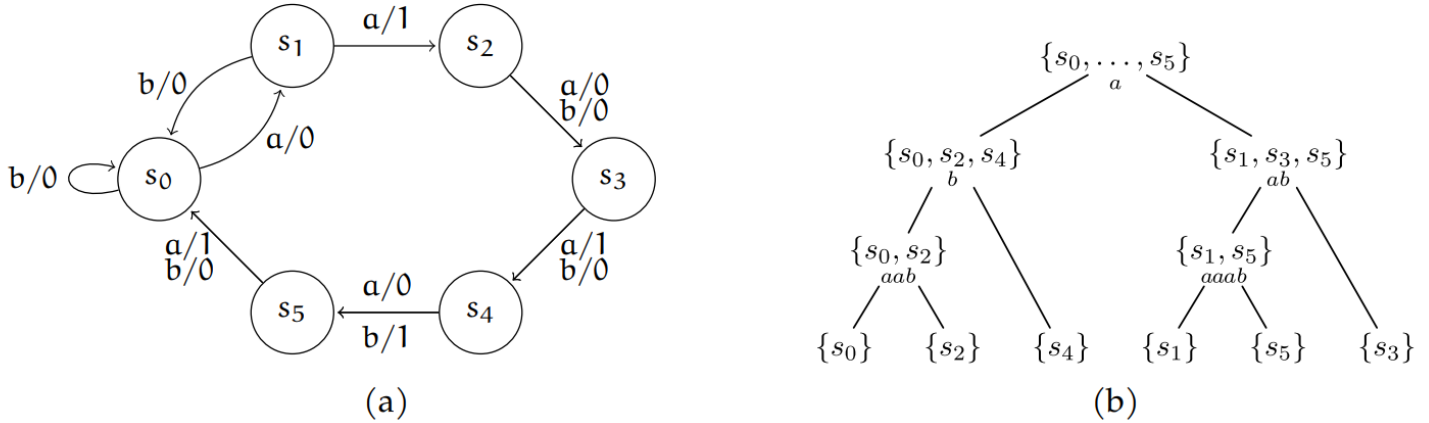 a/1
s₁
s₂
b/0
a/0
a/0
b/0
b/0
s₀
s₃
a/1
b/0
a/1
b/0
a/0
s₅
s₄
b/1
(a)
{s₀, . . . , s₅}
a
{s₀, s₂, s₄}
b
{s₁, s₃, s₅}
ab
{s₀, s₂}
aab
{s₁, s₅}
aaab
{s₀}
{s₂}
{s₄}
{s₁}
{s₅}
{s₃}
(b)